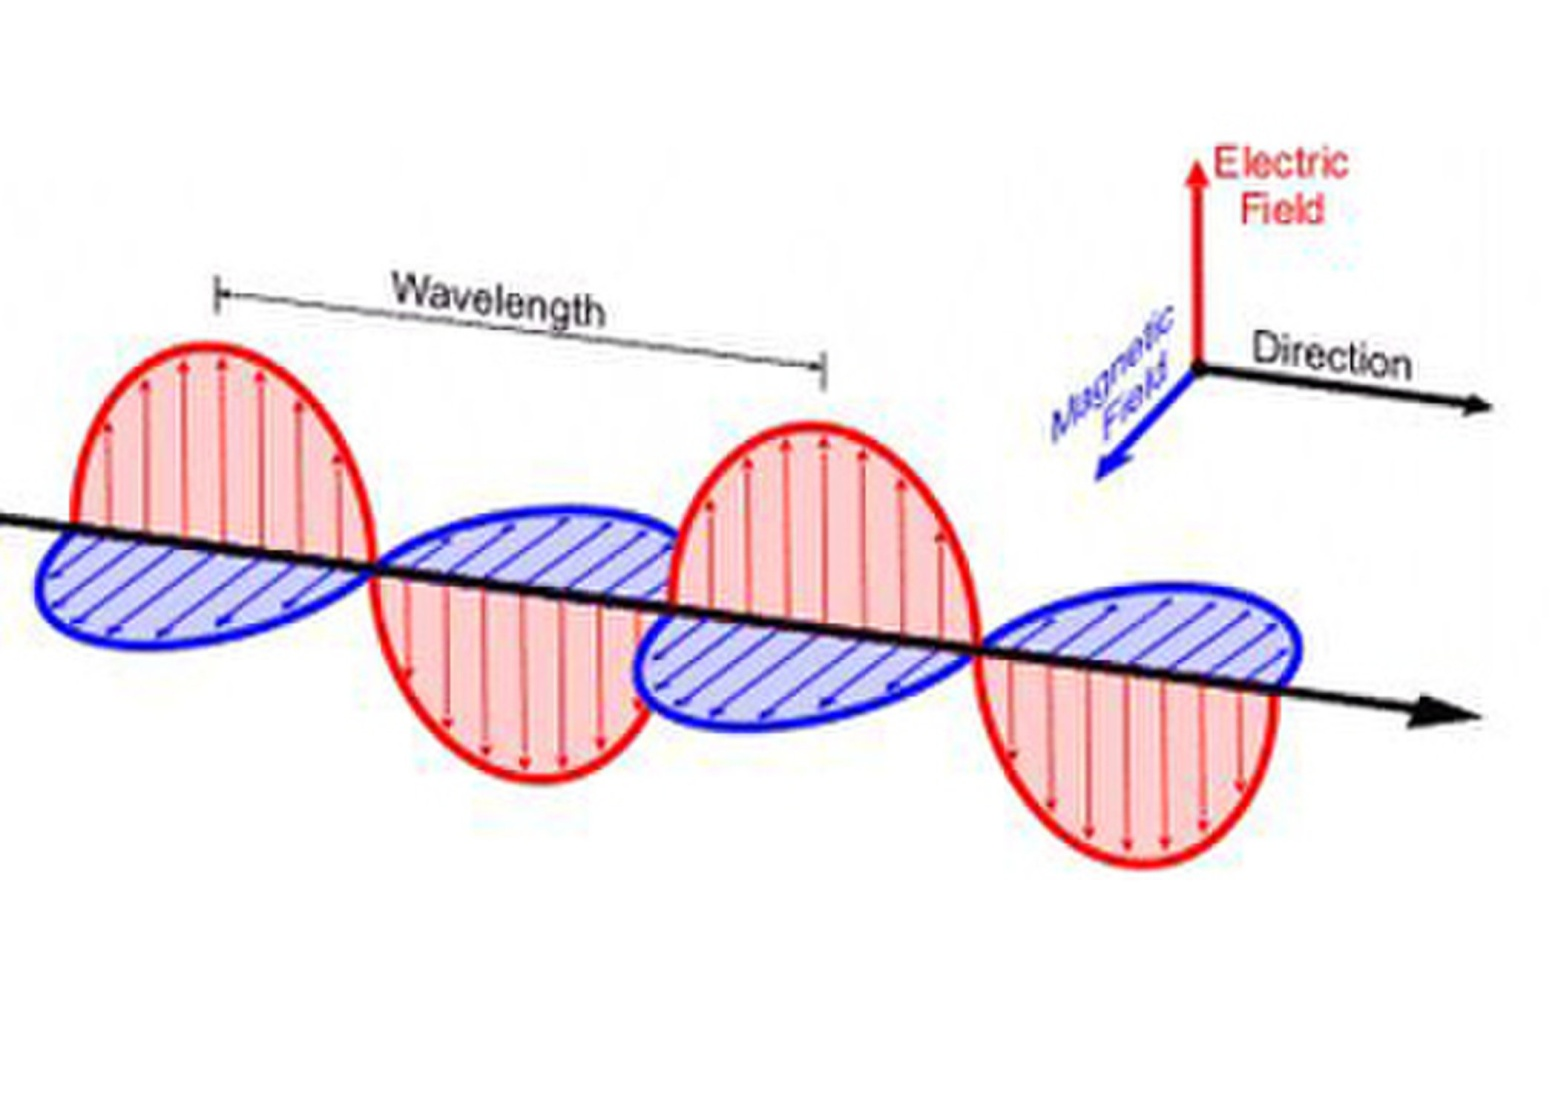 Electric
Field
Wavelength
Magnetic
Field
Direction